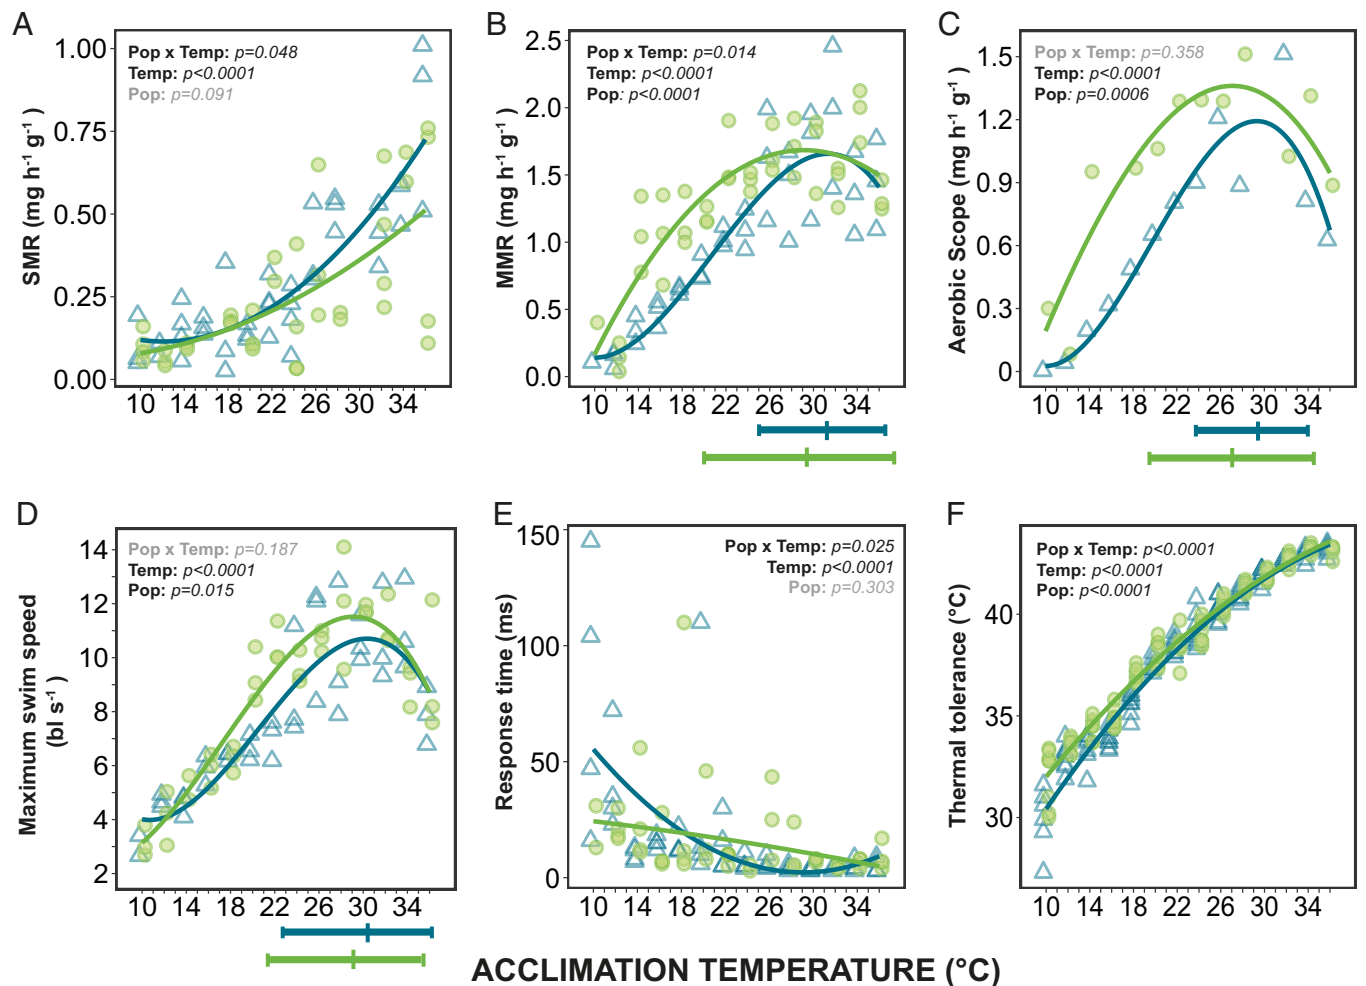 A
Pop x Temp: p=0.048
Temp: p<0.0001
Pop: p=0.091
SMR (mg h⁻¹ g⁻¹ )
1.00
0.75
0.50
0.25
0.00
10 14 18 22 26 30 34
B
Pop x Temp: p=0.014
Temp: p<0.0001
Pop: p<0.0001
MMR (mg h⁻¹ g⁻¹ )
2.5
2.0
1.5
1.0
0.5
0.0
10 14 18 22 26 30 34
C
Pop x Temp: p=0.358
Temp: p<0.0001
Pop: p=0.0006
Aerobic Scope (mg h⁻¹ g⁻¹)
1.5
1.2
0.9
0.6
0.3
0
10 14 18 22 26 30 34
D
Pop x Temp: p=0.187
Temp: p<0.0001
Pop: p=0.015
Maximum swim speed
(bl s⁻¹)
14
12
10
8
6
4
2
10 14 18 22 26 30 34
E
Pop x Temp: p=0.025
Temp: p<0.0001
Pop: p=0.303
Response time (ms)
150
100
50
0
10 14 18 22 26 30 34
F
Pop x Temp: p<0.0001
Temp: p<0.0001
Pop: p<0.0001
Thermal tolerance (°C)
40
35
30
10 14 18 22 26 30 34
ACCLIMATION TEMPERATURE (°C)